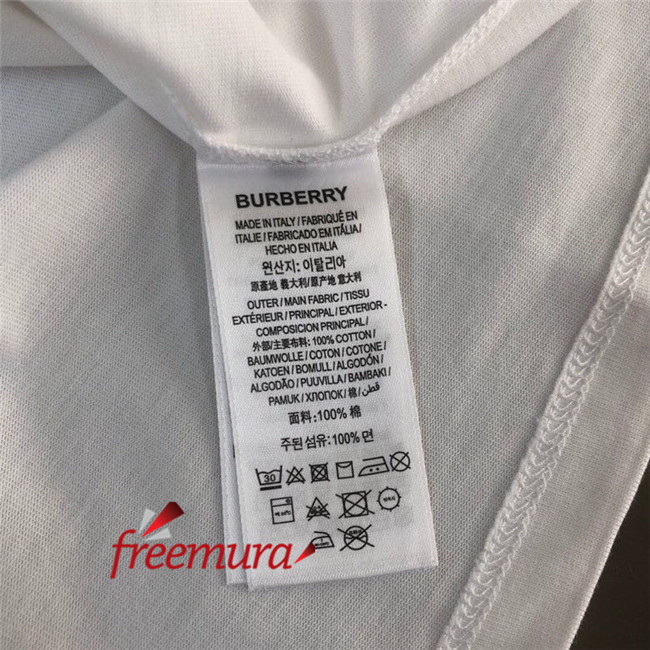 BURBERRY
MADE IN ITALY / FABRIQUÉ EN
ITALIE / FABRICADO EM ITÁLIA /
HECHO EN ITALIA
원산지: 이탈리아
原產地 義大利 / 原产地 意大利
OUTER / MAIN FABRIC / TISSU
EXTÉRIEUR / PRINCIPAL / EXTERIOR -
COMPOSICION PRINCIPAL /
外部/主要布料: 100% COTTON /
BAUMWOLLE / COTON / COTONE /
KATOEN / BOMULL / ALGODÓN /
ALGODÃO / PUUVILLA / BAMBAKI /
PAMUK / ХЛОПОК / 棉 / قطن /
面料: 100% 棉
주된 섬유: 100% 면
30
freemura